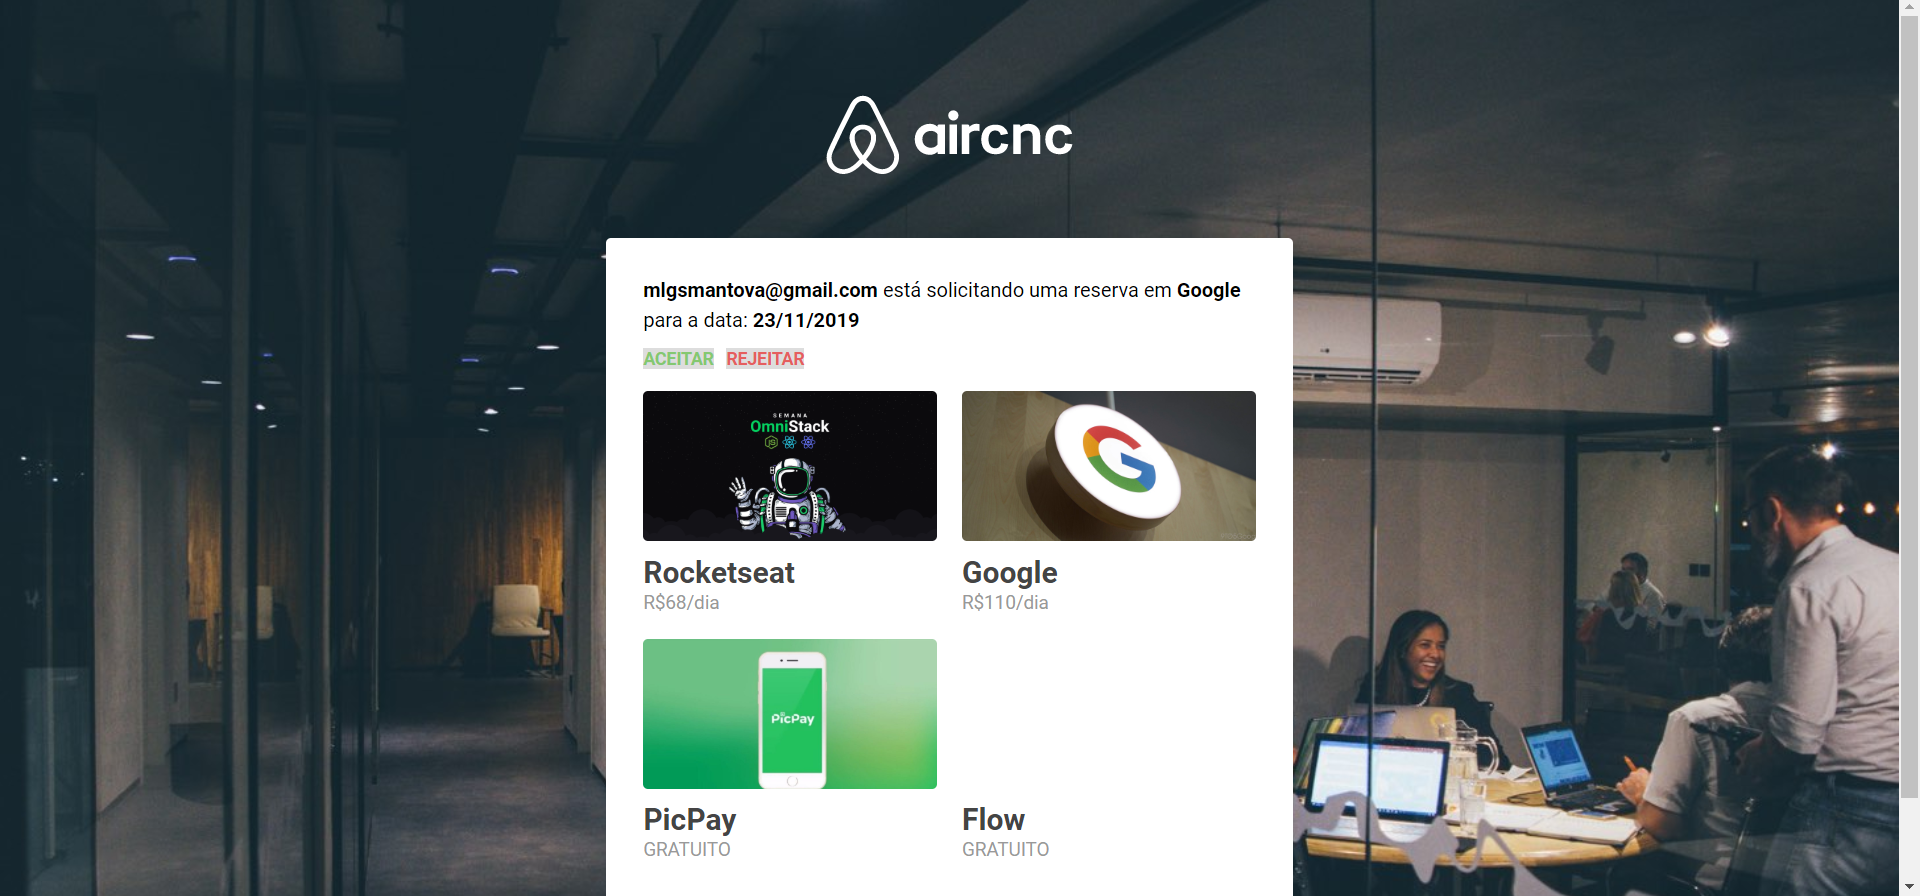 aircnc
mlgsmantova@gmail.com está solicitando uma reserva em Google
para a data: 23/11/2019
ACEITAR REJEITAR
SEMANA
OmniStack
JS
Rocketseat
R$68/dia
Google
R$110/dia
PicPay
PicPay
GRATUITO
Flow
GRATUITO